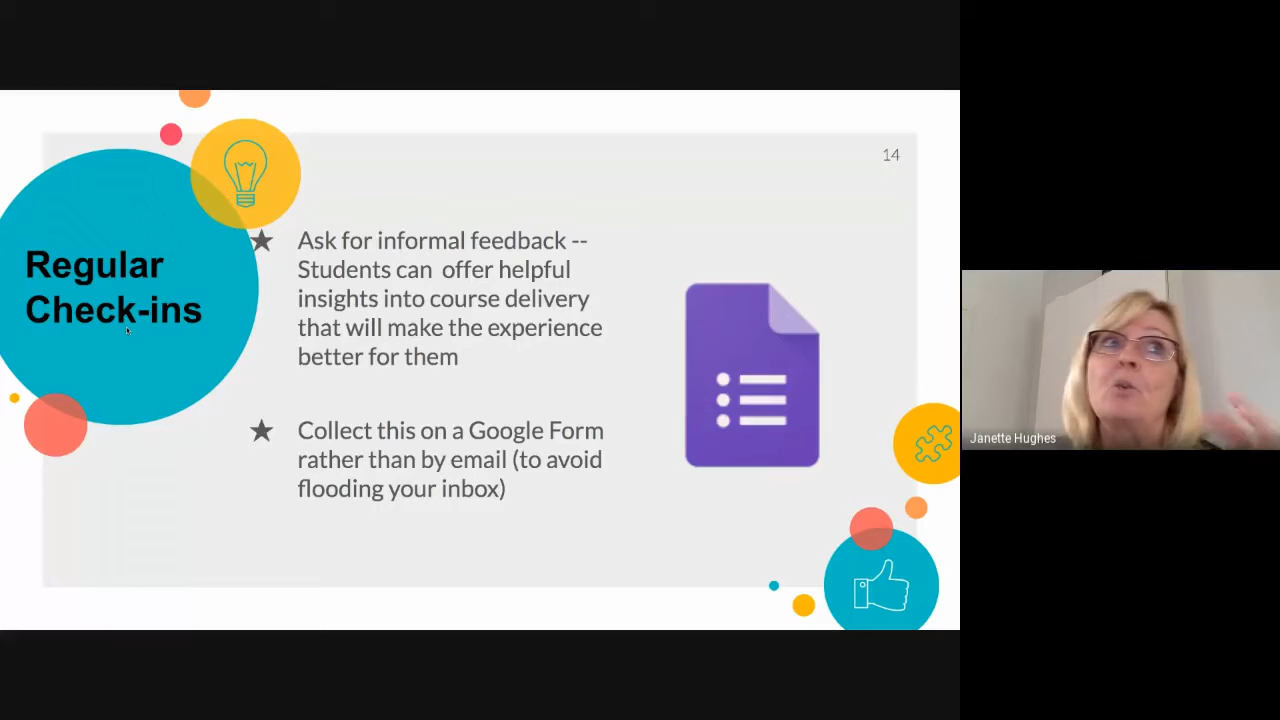 14
Regular
Check-ins
Ask for informal feedback --
Students can  offer helpful
insights into course delivery
that will make the experience
better for them
Collect this on a Google Form
rather than by email (to avoid
flooding your inbox)
Janette Hughes